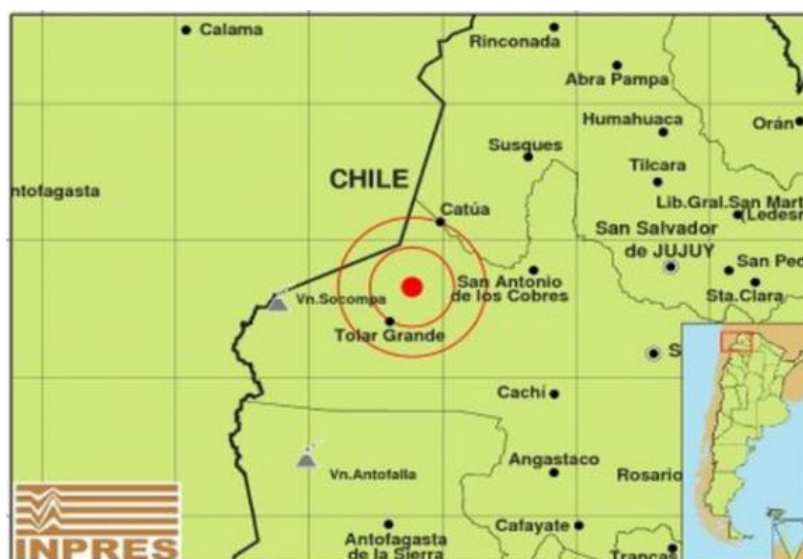 Calama
Rinconada
Abra Pampa
Humahuaca
Orán
Susques
Tilcara
CHILE
ntofagasta
Lib.Gral.San Mart
(Ledesm
Catúa
San Salvador
de JUJUY
San Ped
San Antonio
de los Cobres
Sta.Clara
Vn.Socompa
Tolar Grande
S
Cachi
Angastaco
Rosario
Vn.Antofalla
Antofagasta
de la Sierra
Cafayate
Trancas
INPRES